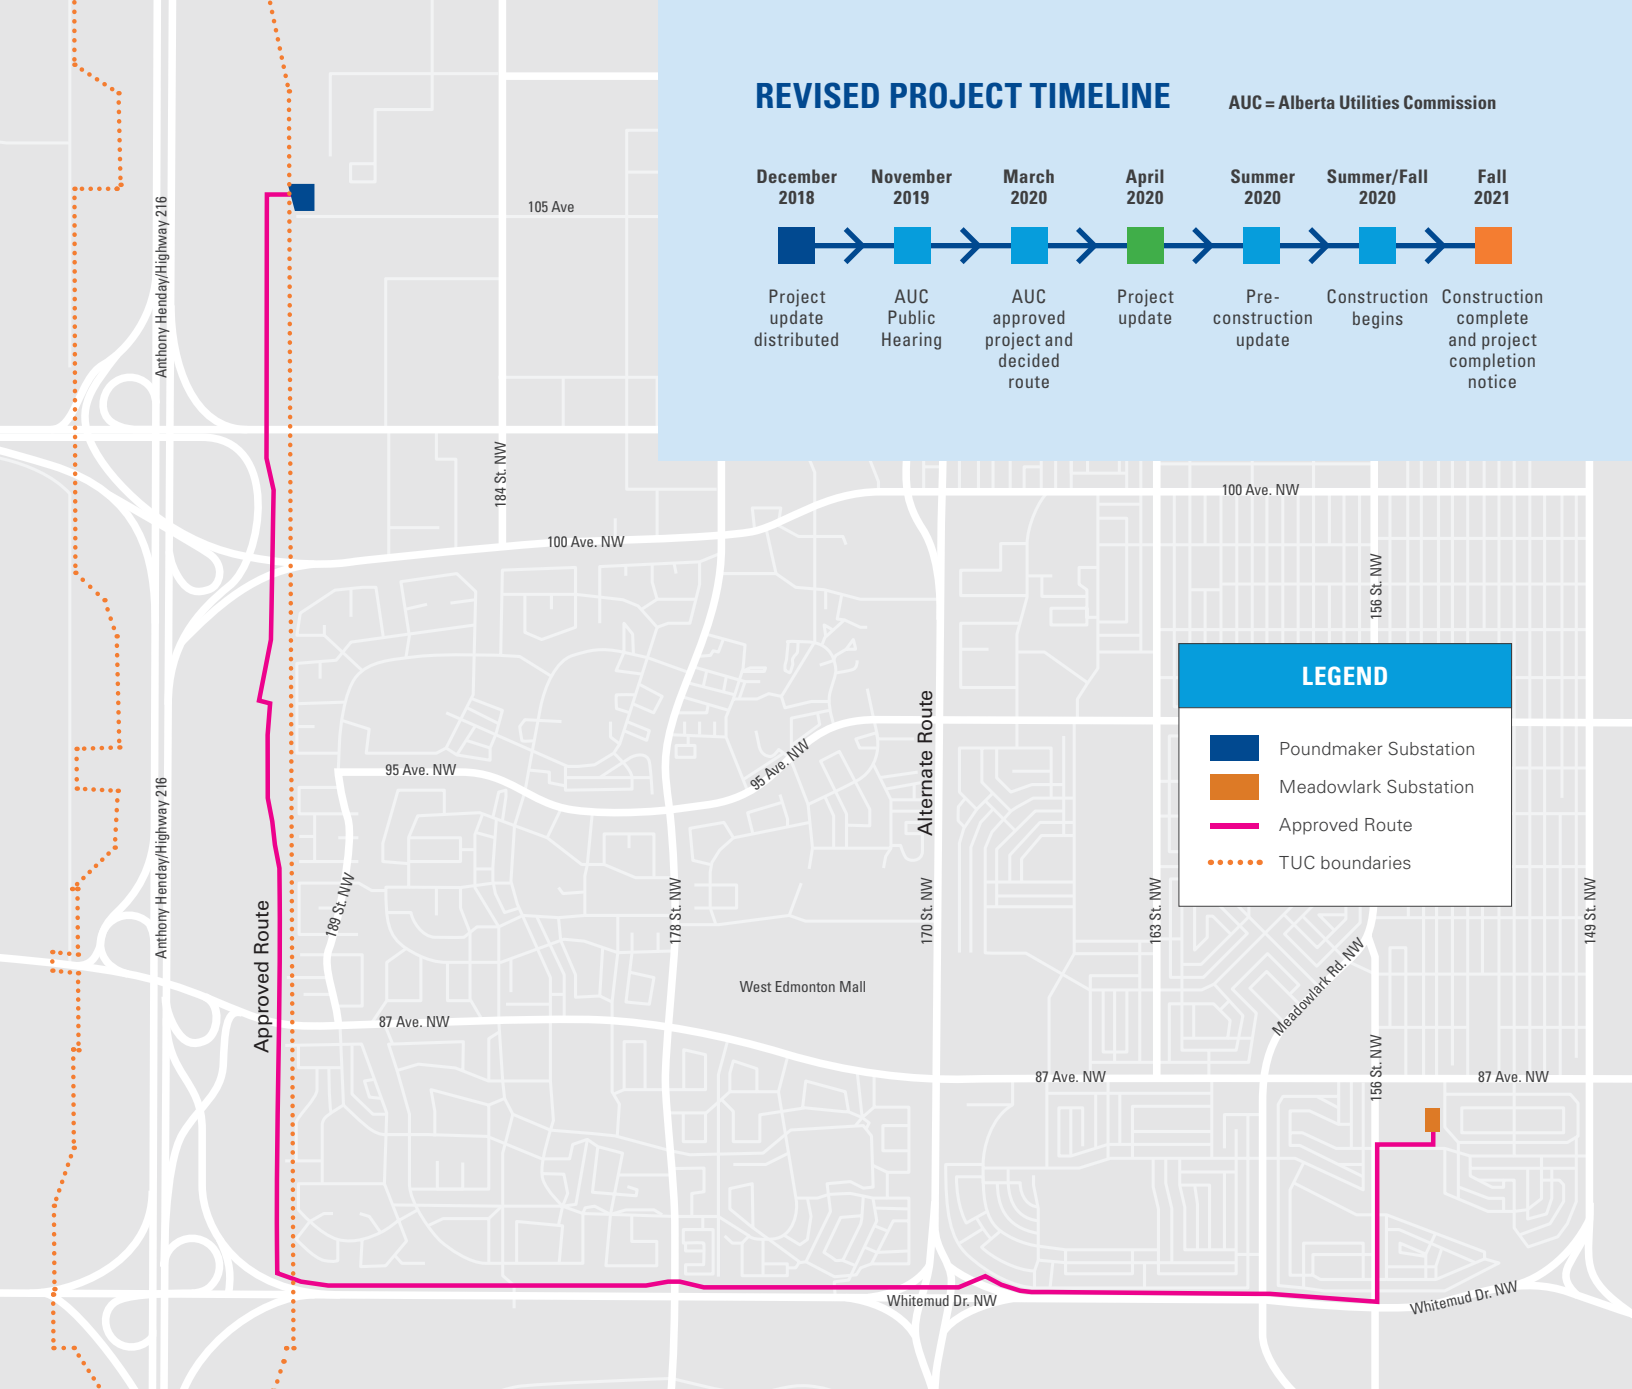 REVISED PROJECT TIMELINE
AUC = Alberta Utilities Commission
December
2018
November
2019
March
2020
April
2020
Summer
2020
Summer/Fall
2020
Fall
2021
Project
update
distributed
AUC
Public
Hearing
AUC
approved
project and
decided
route
Project
update
Pre-
construction
update
Construction
begins
Construction
complete
and project
completion
notice
105 Ave
Anthony Henday/Highway 216
184 St. NW
100 Ave. NW
100 Ave. NW
156 St. NW
LEGEND
Poundmaker Substation
Meadowlark Substation
Approved Route
TUC boundaries
Alternate Route
95 Ave. NW
95 Ave. NW
Anthony Henday/Highway 216
Approved Route
189 St. NW
178 St. NW
170 St. NW
163 St. NW
149 St. NW
Meadowlark Rd. NW
West Edmonton Mall
87 Ave. NW
87 Ave. NW
156 St. NW
87 Ave. NW
Whitemud Dr. NW
Whitemud Dr. NW